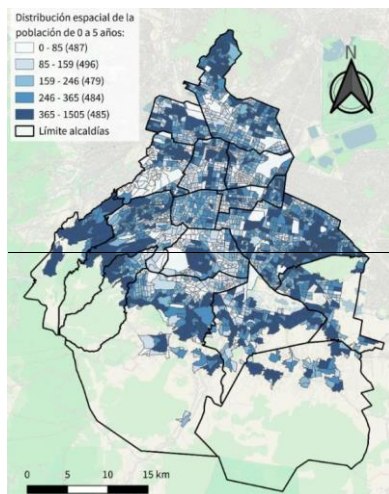 Distribución espacial de la
población de 0 a 5 años:
0 - 85 (487)
85 - 159 (496)
159 - 246 (479)
246 - 365 (484)
365 - 1505 (485)
Límite alcaldías
N
0 5 10 15 km